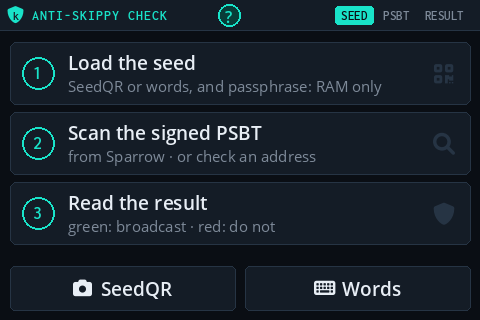 k ANTI-SKIPPY CHECK ? SEED PSBT RESULT
1 Load the seed
SeedQR or words, and passphrase: RAM only
2 Scan the signed PSBT
from Sparrow · or check an address
3 Read the result
green: broadcast · red: do not
SeedQR Words